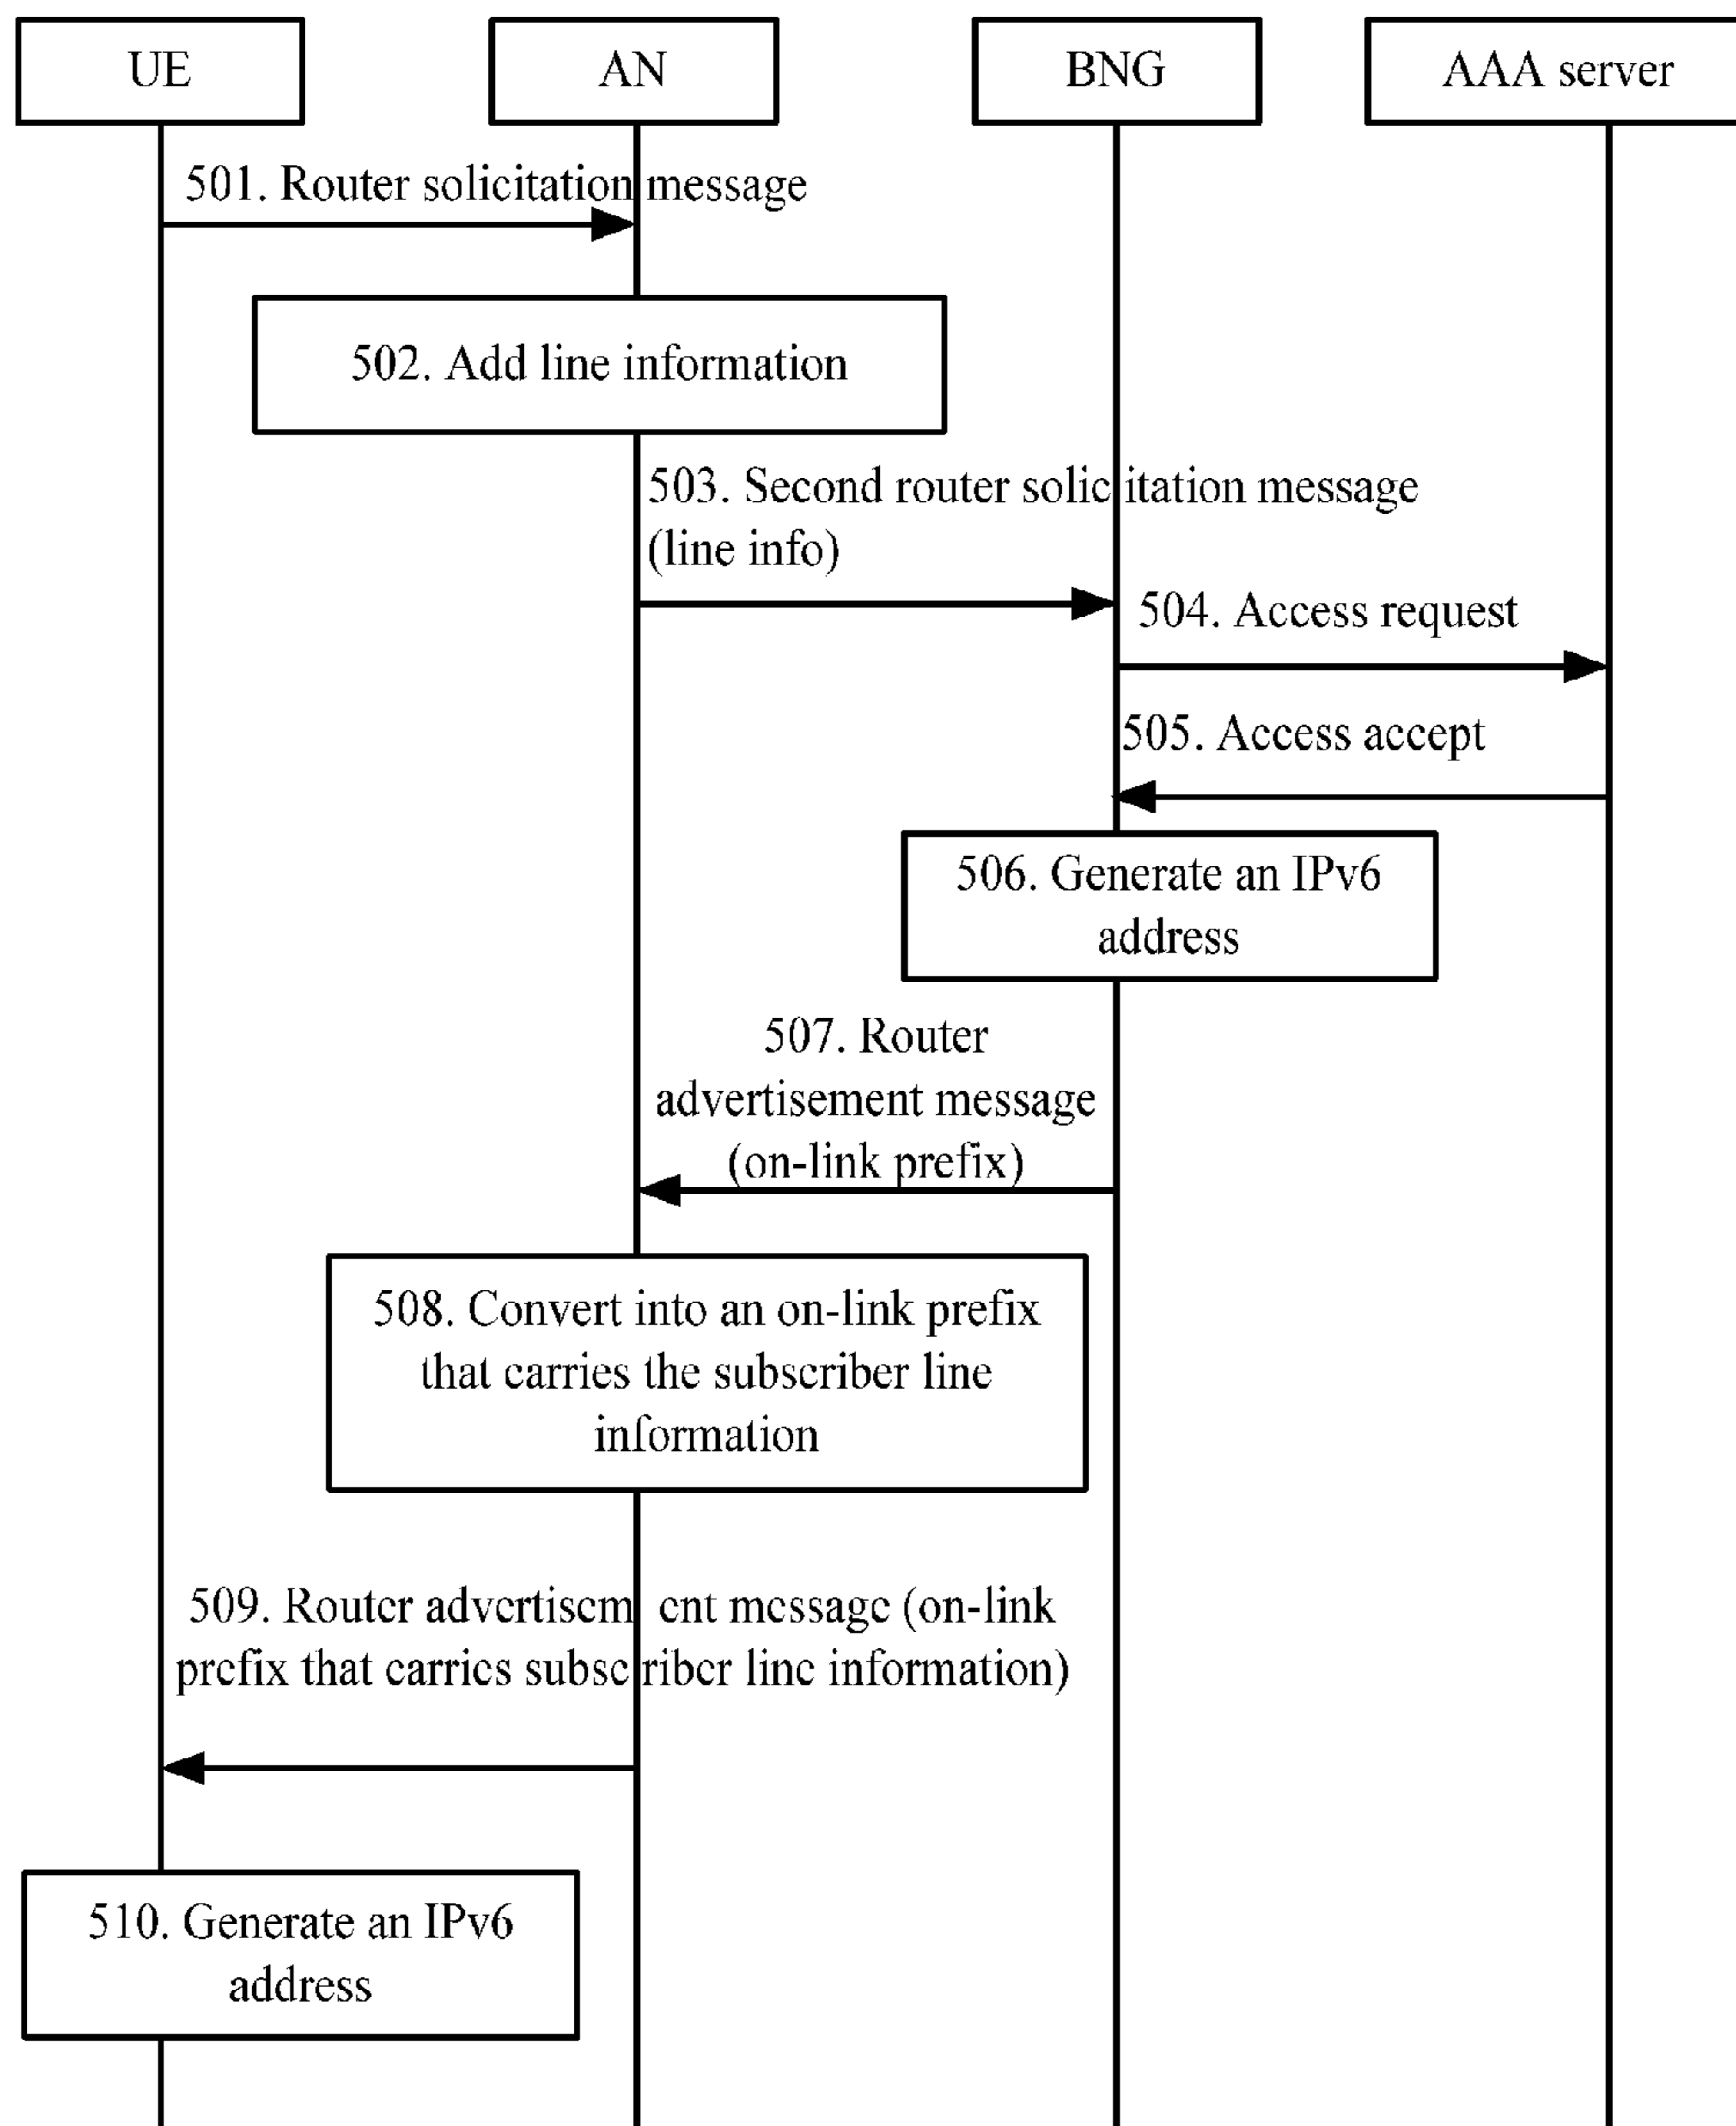 UE
AN
BNG
AAA server
501. Router solicitation message
502. Add line information
503. Second router solicitation message
(line info)
504. Access request
505. Access accept
506. Generate an IPv6
address
507. Router
advertisement message
(on-link prefix)
508. Convert into an on-link prefix
that carries the subscriber line
information
509. Router advertisement message (on-link
prefix that carries subscriber line information)
510. Generate an IPv6
address